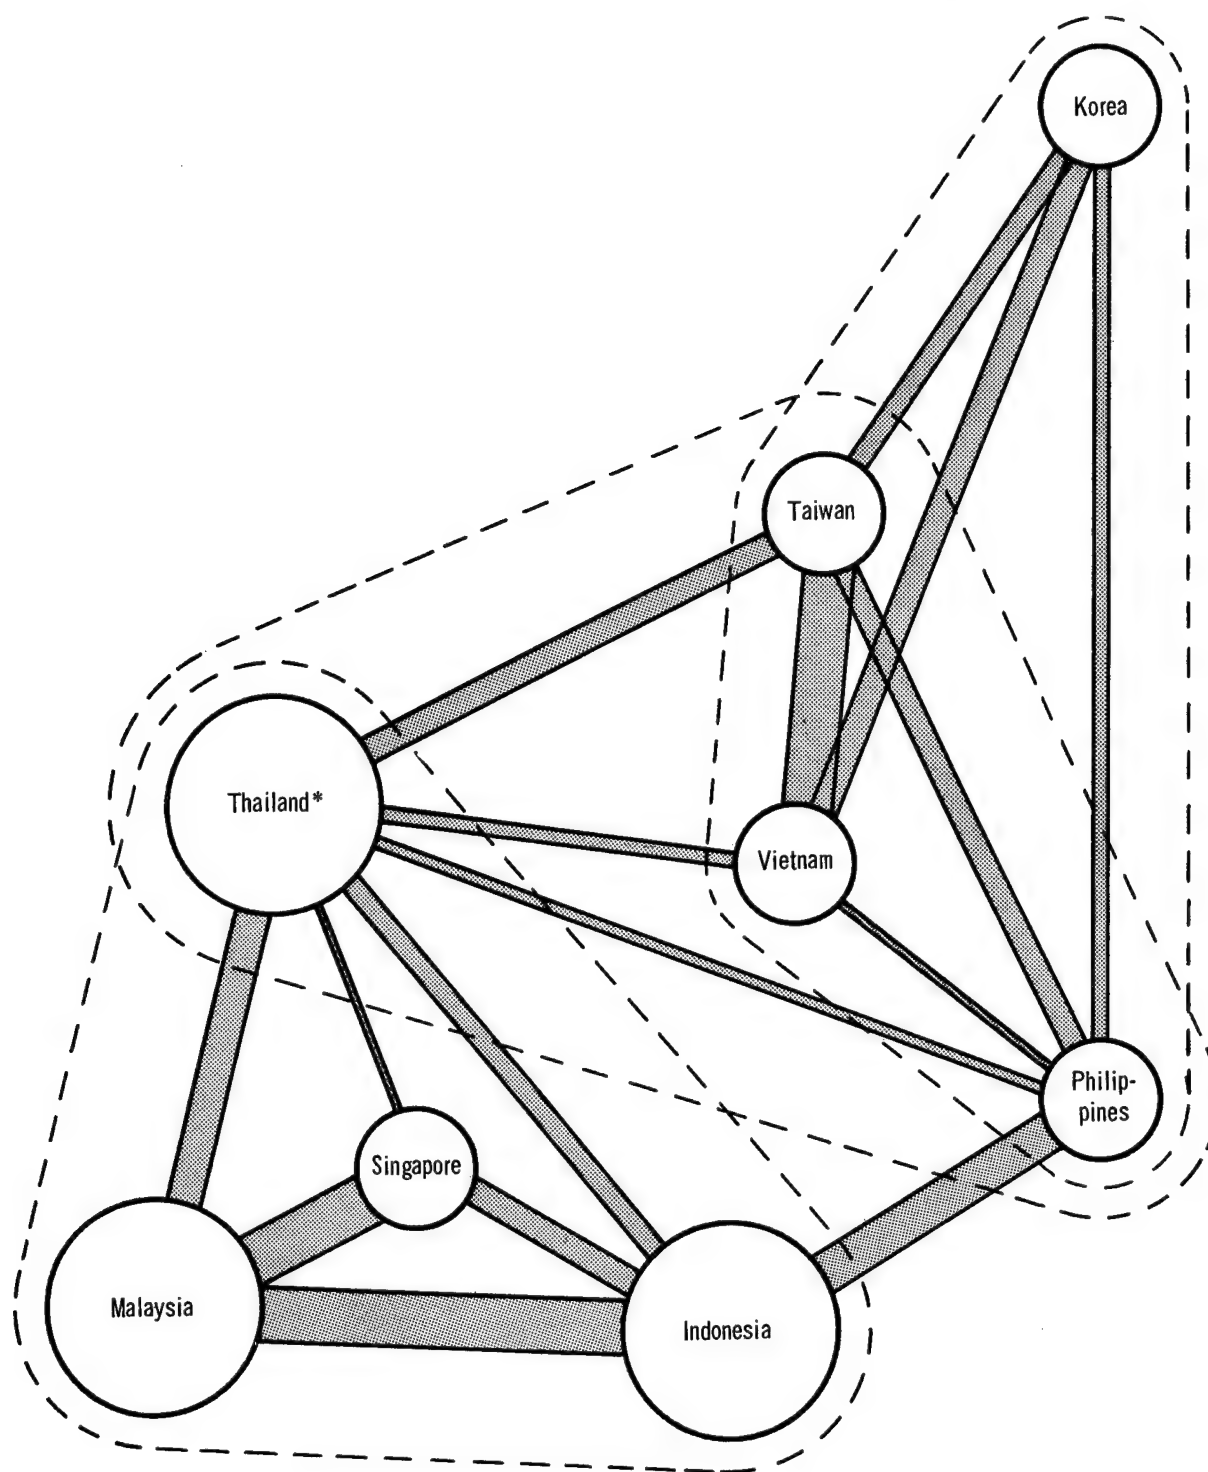 Korea
Taiwan
Thailand*
Vietnam
Philip-
pines
Singapore
Malaysia
Indonesia